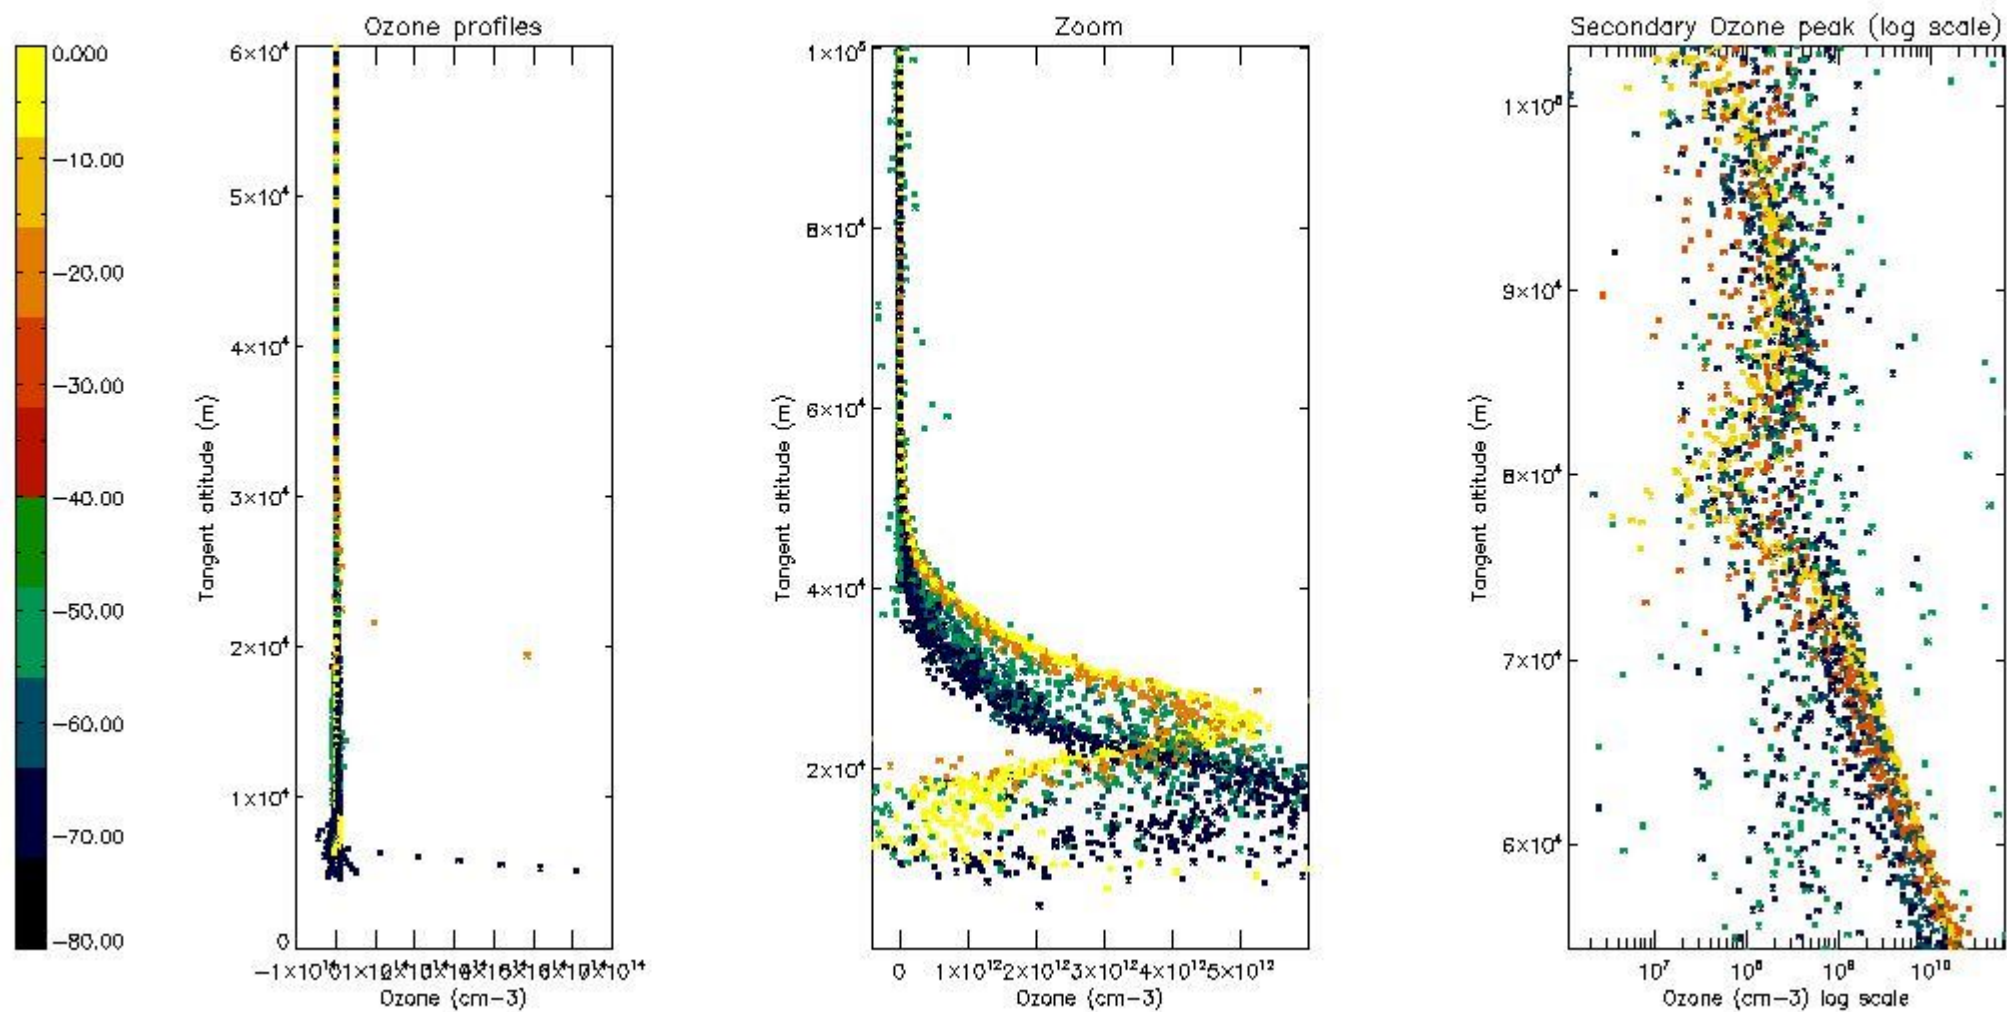 Ozone profiles
Zoom
Secondary Ozone peak (log scale)
0.000
−10.00
−20.00
−30.00
−40.00
−50.00
−60.00
−70.00
−80.00
6×10⁴
5×10⁴
4×10⁴
3×10⁴
2×10⁴
1×10⁴
0
Tangent altitude (m)
Ozone (cm−3)
1×10⁵
8×10⁴
6×10⁴
4×10⁴
2×10⁴
Tangent altitude (m)
0 1×10¹² 2×10¹² 3×10¹² 4×10¹² 5×10¹²
Ozone (cm−3)
1×10⁵
9×10⁴
8×10⁴
7×10⁴
6×10⁴
Tangent altitude (m)
10⁷ 10⁸ 10⁹ 10¹⁰
Ozone (cm−3) log scale